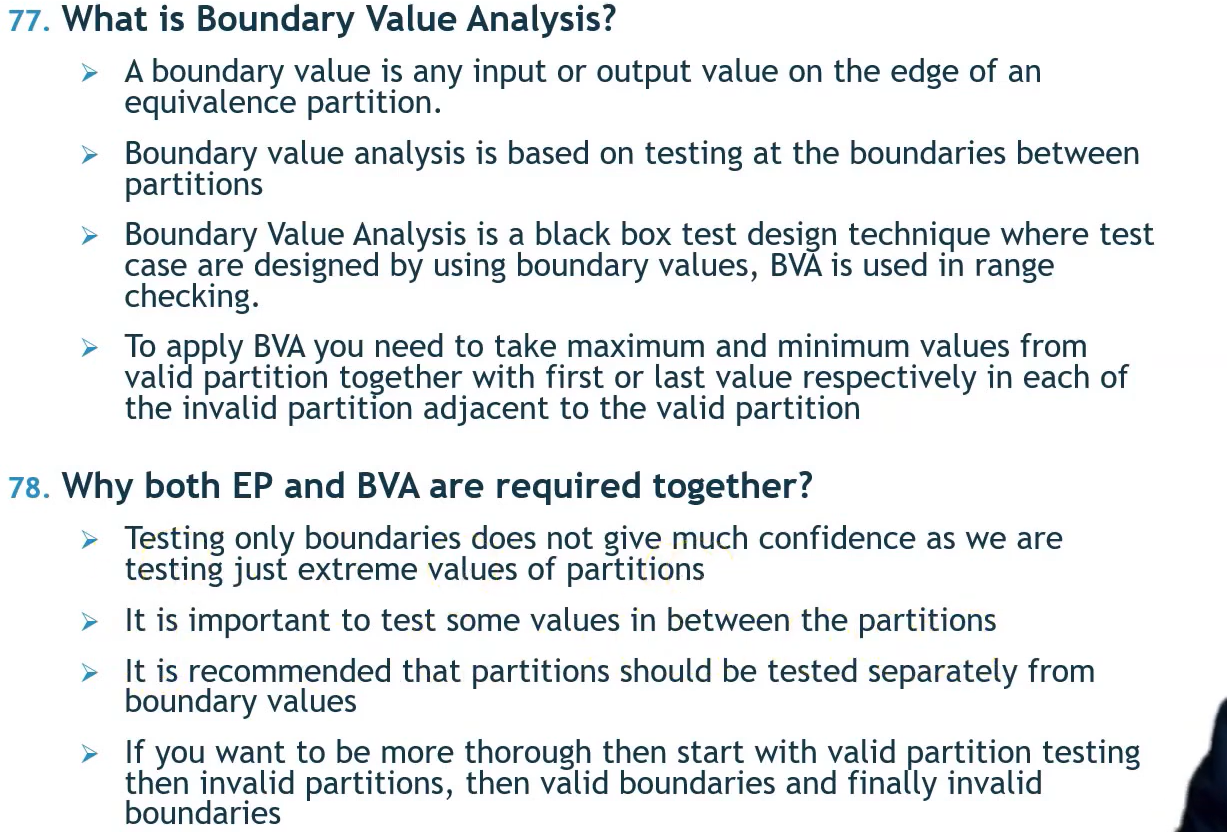 77. What is Boundary Value Analysis?
➢ A boundary value is any input or output value on the edge of an
equivalence partition.
➢ Boundary value analysis is based on testing at the boundaries between
partitions
➢ Boundary Value Analysis is a black box test design technique where test
case are designed by using boundary values, BVA is used in range
checking.
➢ To apply BVA you need to take maximum and minimum values from
valid partition together with first or last value respectively in each of
the invalid partition adjacent to the valid partition
78. Why both EP and BVA are required together?
➢ Testing only boundaries does not give much confidence as we are
testing just extreme values of partitions
➢ It is important to test some values in between the partitions
➢ It is recommended that partitions should be tested separately from
boundary values
➢ If you want to be more thorough then start with valid partition testing
then invalid partitions, then valid boundaries and finally invalid
boundaries